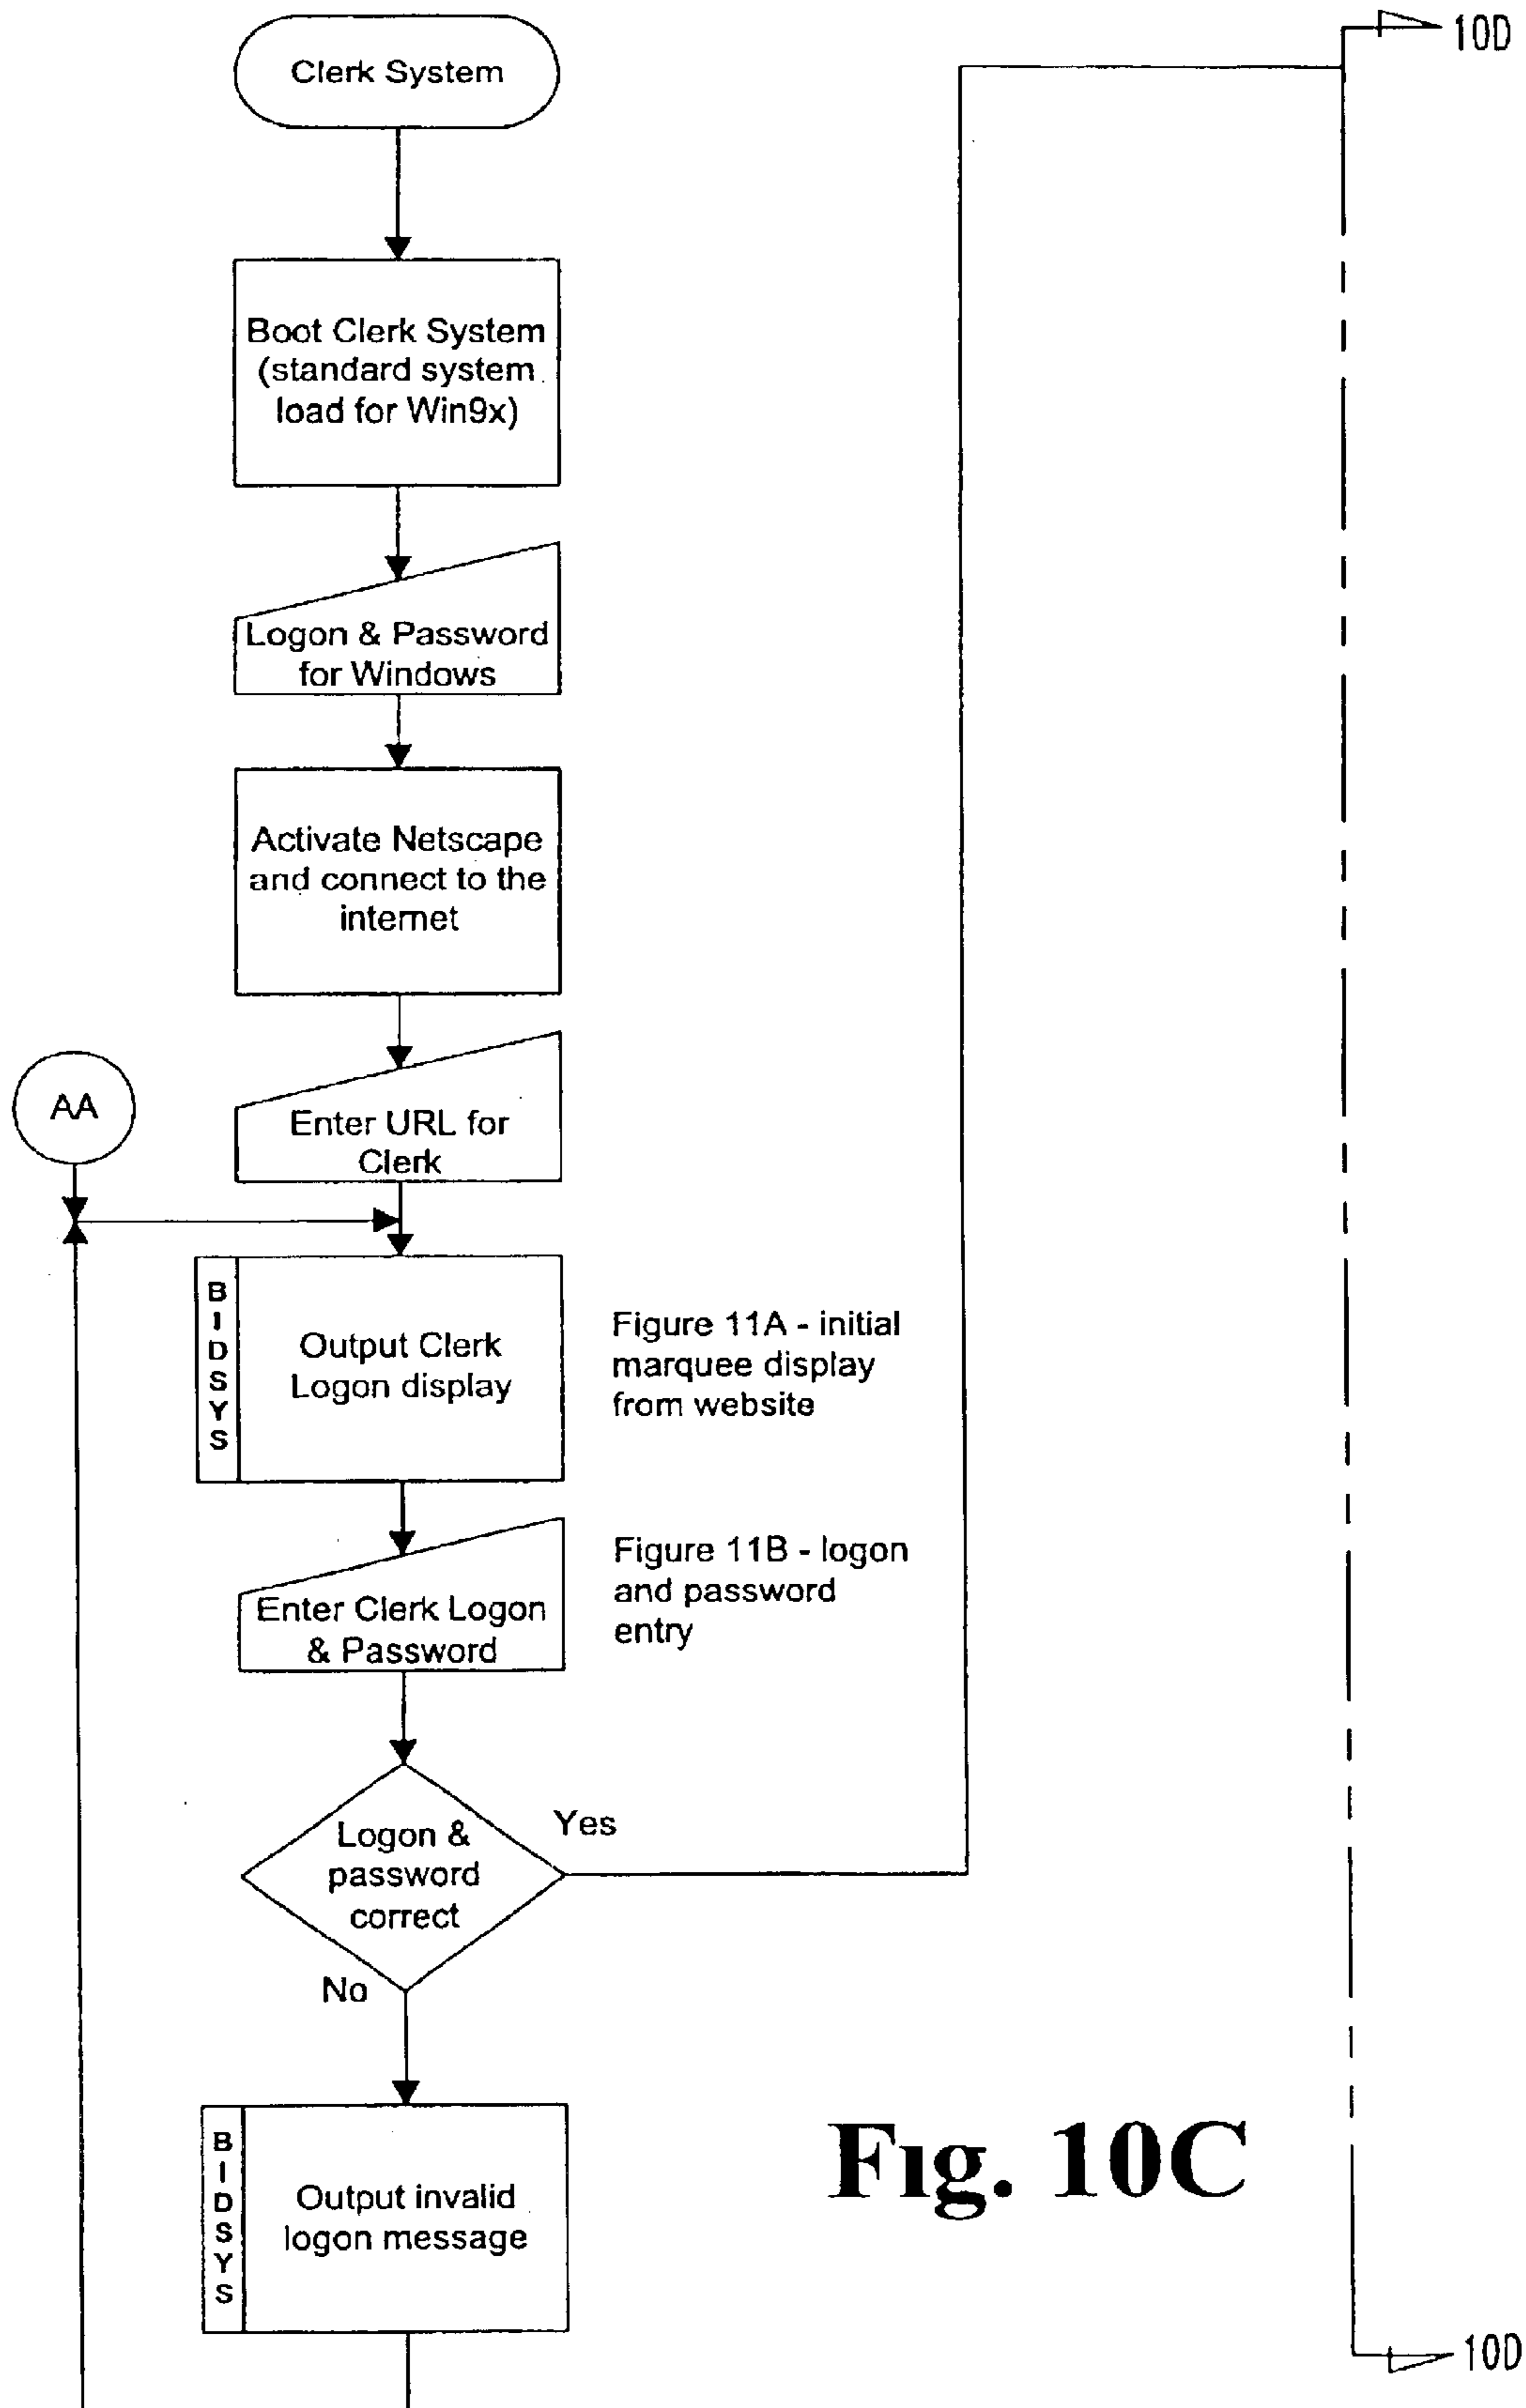 Clerk System
10D
Boot Clerk System
(standard system
load for Win9x)
Logon & Password
for Windows
Activate Netscape
and connect to the
internet
AA
Enter URL for
Clerk
BIDSYS
Output Clerk
Logon display
Figure 11A - initial
marquee display
from website
Enter Clerk Logon
& Password
Figure 11B - logon
and password
entry
Logon &
password
correct
Yes
No
BIDSYS
Output invalid
logon message
Fig. 10C
10D